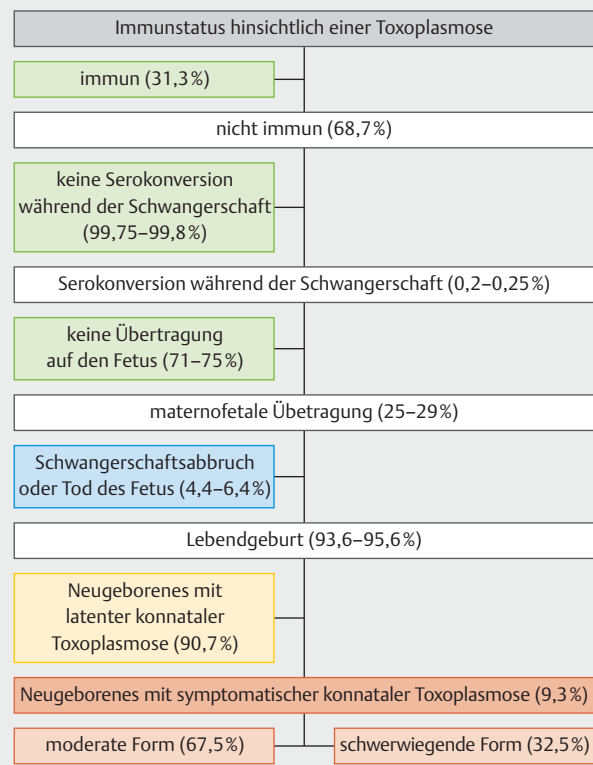 Immunstatus hinsichtlich einer Toxoplasmose
immun (31,3%)
nicht immun (68,7%)
keine Serokonversion
während der Schwangerschaft
(99,75–99,8%)
Serokonversion während der Schwangerschaft (0,2–0,25%)
keine Übertragung
auf den Fetus (71–75%)
maternofetale Übetragung (25–29%)
Schwangerschaftsabbruch
oder Tod des Fetus (4,4–6,4%)
Lebendgeburt (93,6–95,6%)
Neugeborenes mit
latenter konnataler
Toxoplasmose (90,7%)
Neugeborenes mit symptomatischer konnataler Toxoplasmose (9,3%)
moderate Form (67,5%)
schwerwiegende Form (32,5%)